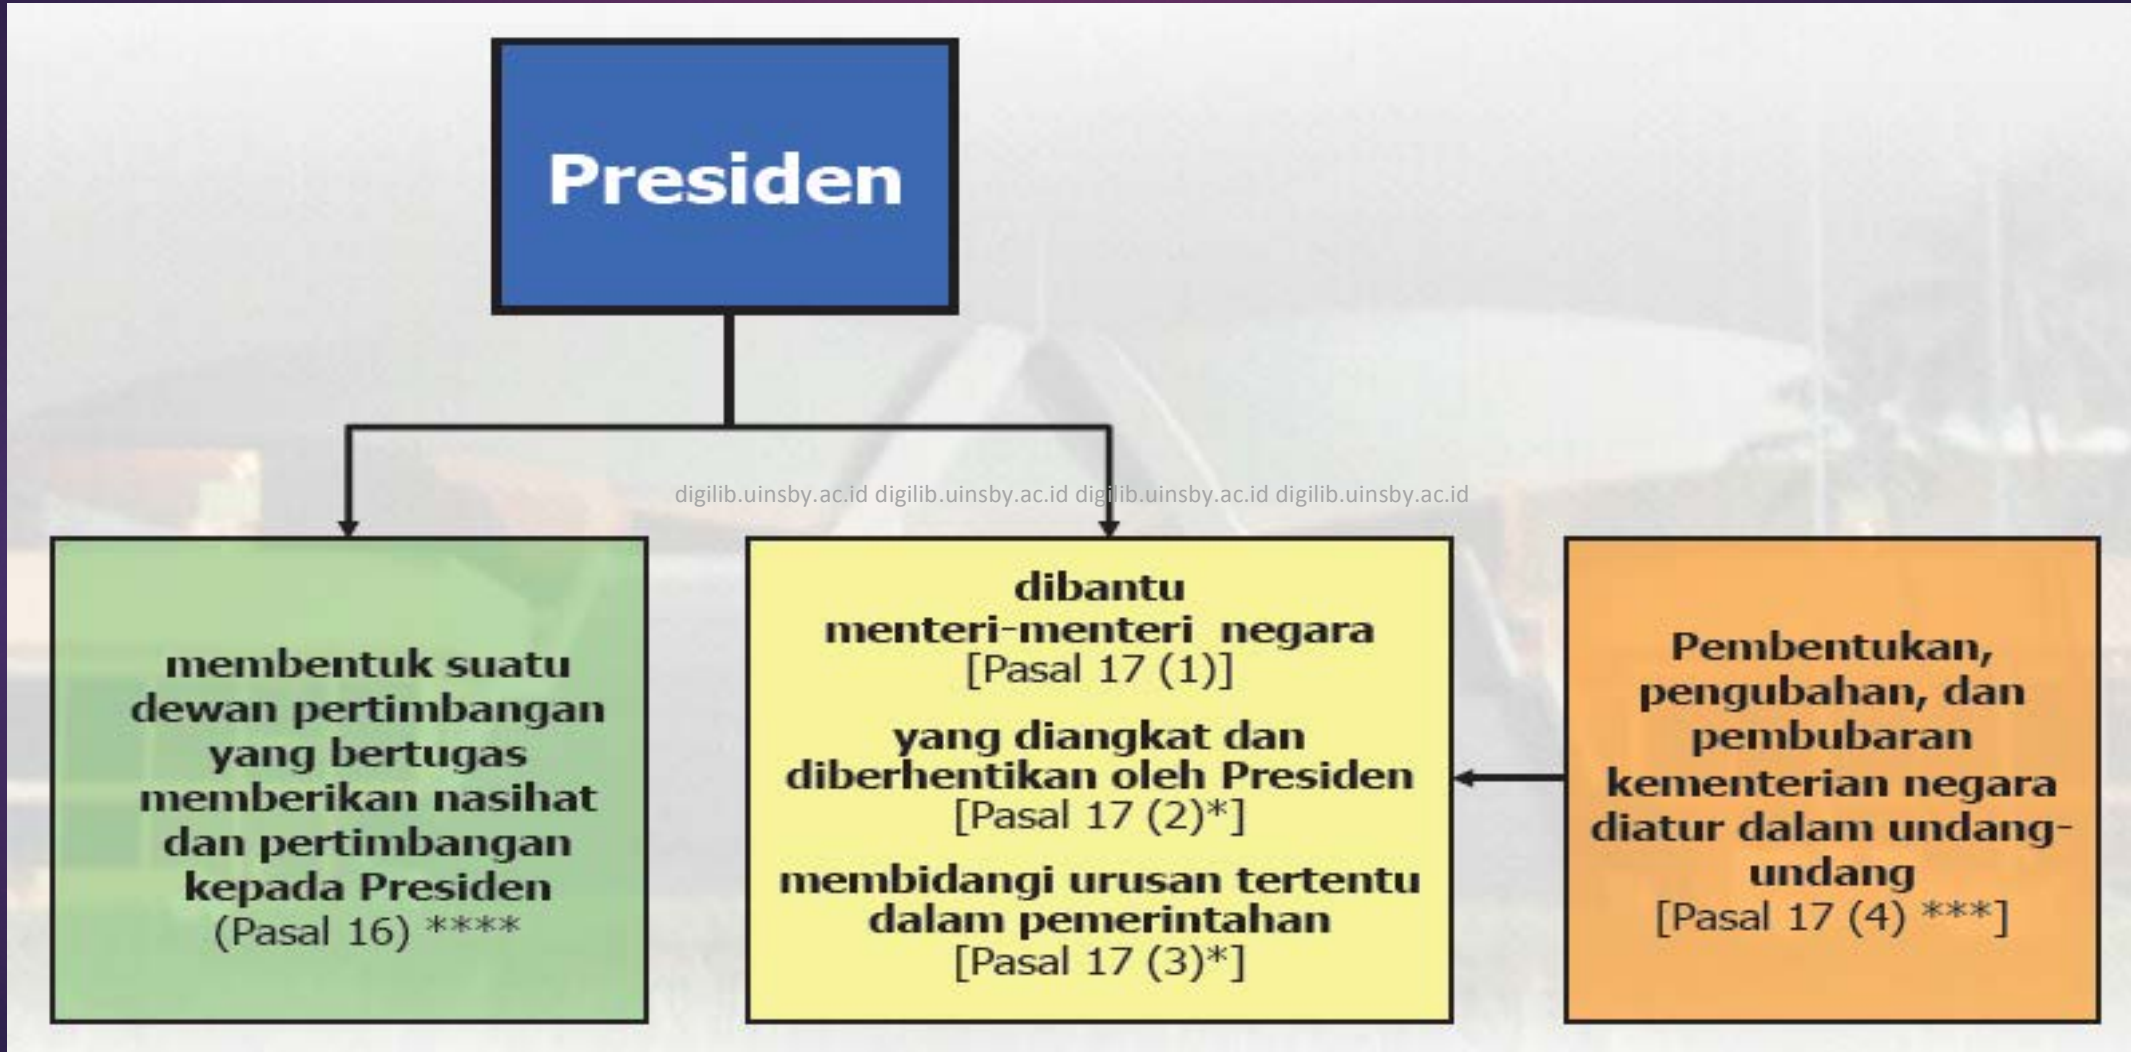 Presiden
digilib.uinsby.ac.id digilib.uinsby.ac.id digilib.uinsby.ac.id digilib.uinsby.ac.id
membentuk suatu
dewan pertimbangan
yang bertugas
memberikan nasihat
dan pertimbangan
kepada Presiden
(Pasal 16) ****
dibantu
menteri-menteri negara
[Pasal 17 (1)]
yang diangkat dan
diberhentikan oleh Presiden
[Pasal 17 (2)*]
membidangi urusan tertentu
dalam pemerintahan
[Pasal 17 (3)*]
Pembentukan,
pengubahan, dan
pembubaran
kementerian negara
diatur dalam undang-
undang
[Pasal 17 (4) ***]